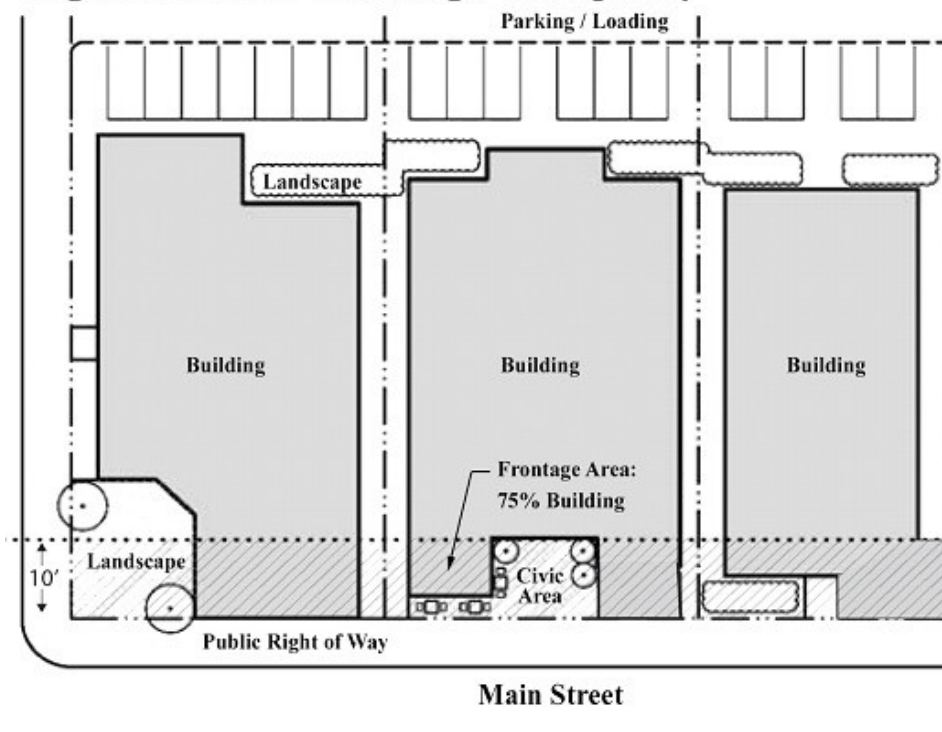 Parking / Loading
Landscape
Building
Building
Building
Frontage Area:
75% Building
Landscape
10'
Civic
Area
Public Right of Way
Main Street